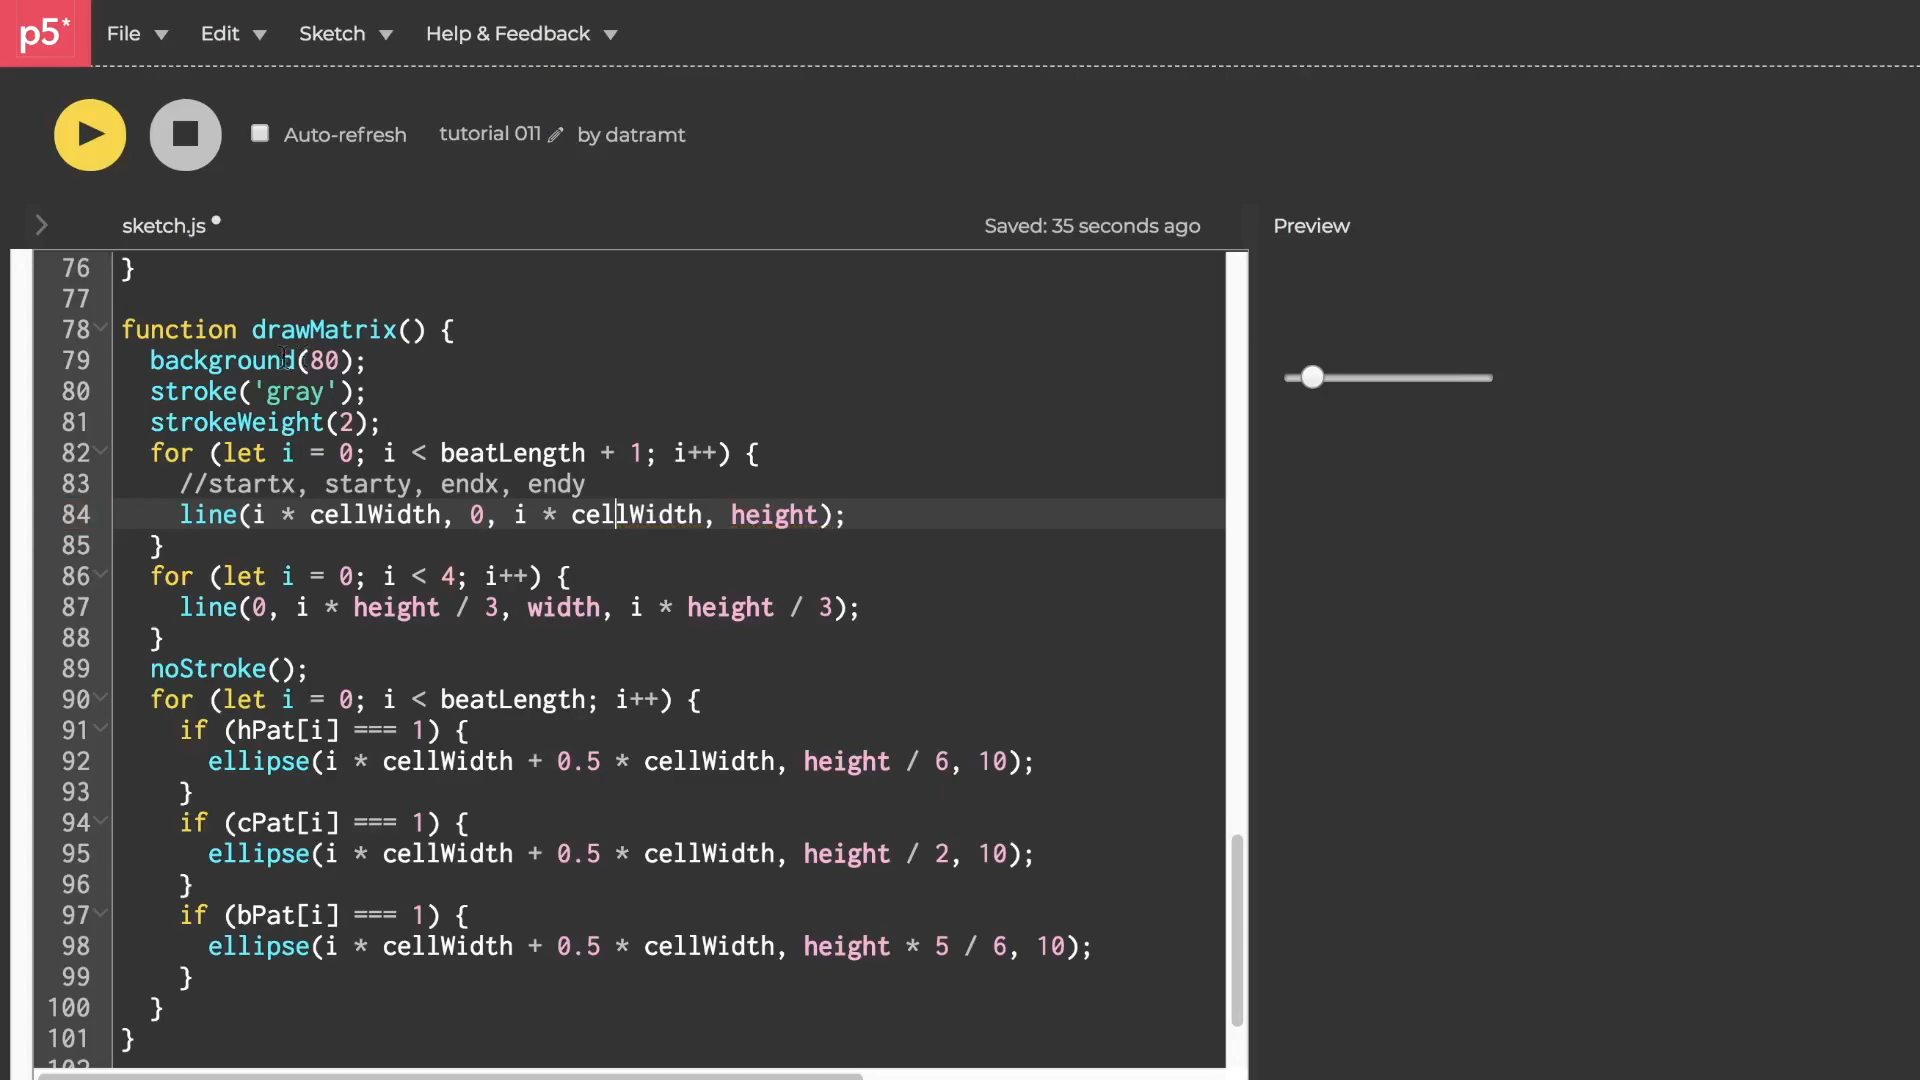 p5* File Edit Sketch Help & Feedback
Auto-refresh tutorial 011 by datramt
sketch.js Saved: 35 seconds ago Preview
76 }
77
78 function drawMatrix() {
79 background(80);
80 stroke('gray');
81 strokeWeight(2);
82 for (let i = 0; i < beatLength + 1; i++) {
83 //startx, starty, endx, endy
84 line(i * cellWidth, 0, i * cellWidth, height);
85 }
86 for (let i = 0; i < 4; i++) {
87 line(0, i * height / 3, width, i * height / 3);
88 }
89 noStroke();
90 for (let i = 0; i < beatLength; i++) {
91 if (hPat[i] === 1) {
92 ellipse(i * cellWidth + 0.5 * cellWidth, height / 6, 10);
93 }
94 if (cPat[i] === 1) {
95 ellipse(i * cellWidth + 0.5 * cellWidth, height / 2, 10);
96 }
97 if (bPat[i] === 1) {
98 ellipse(i * cellWidth + 0.5 * cellWidth, height * 5 / 6, 10);
99 }
100 }
101 }